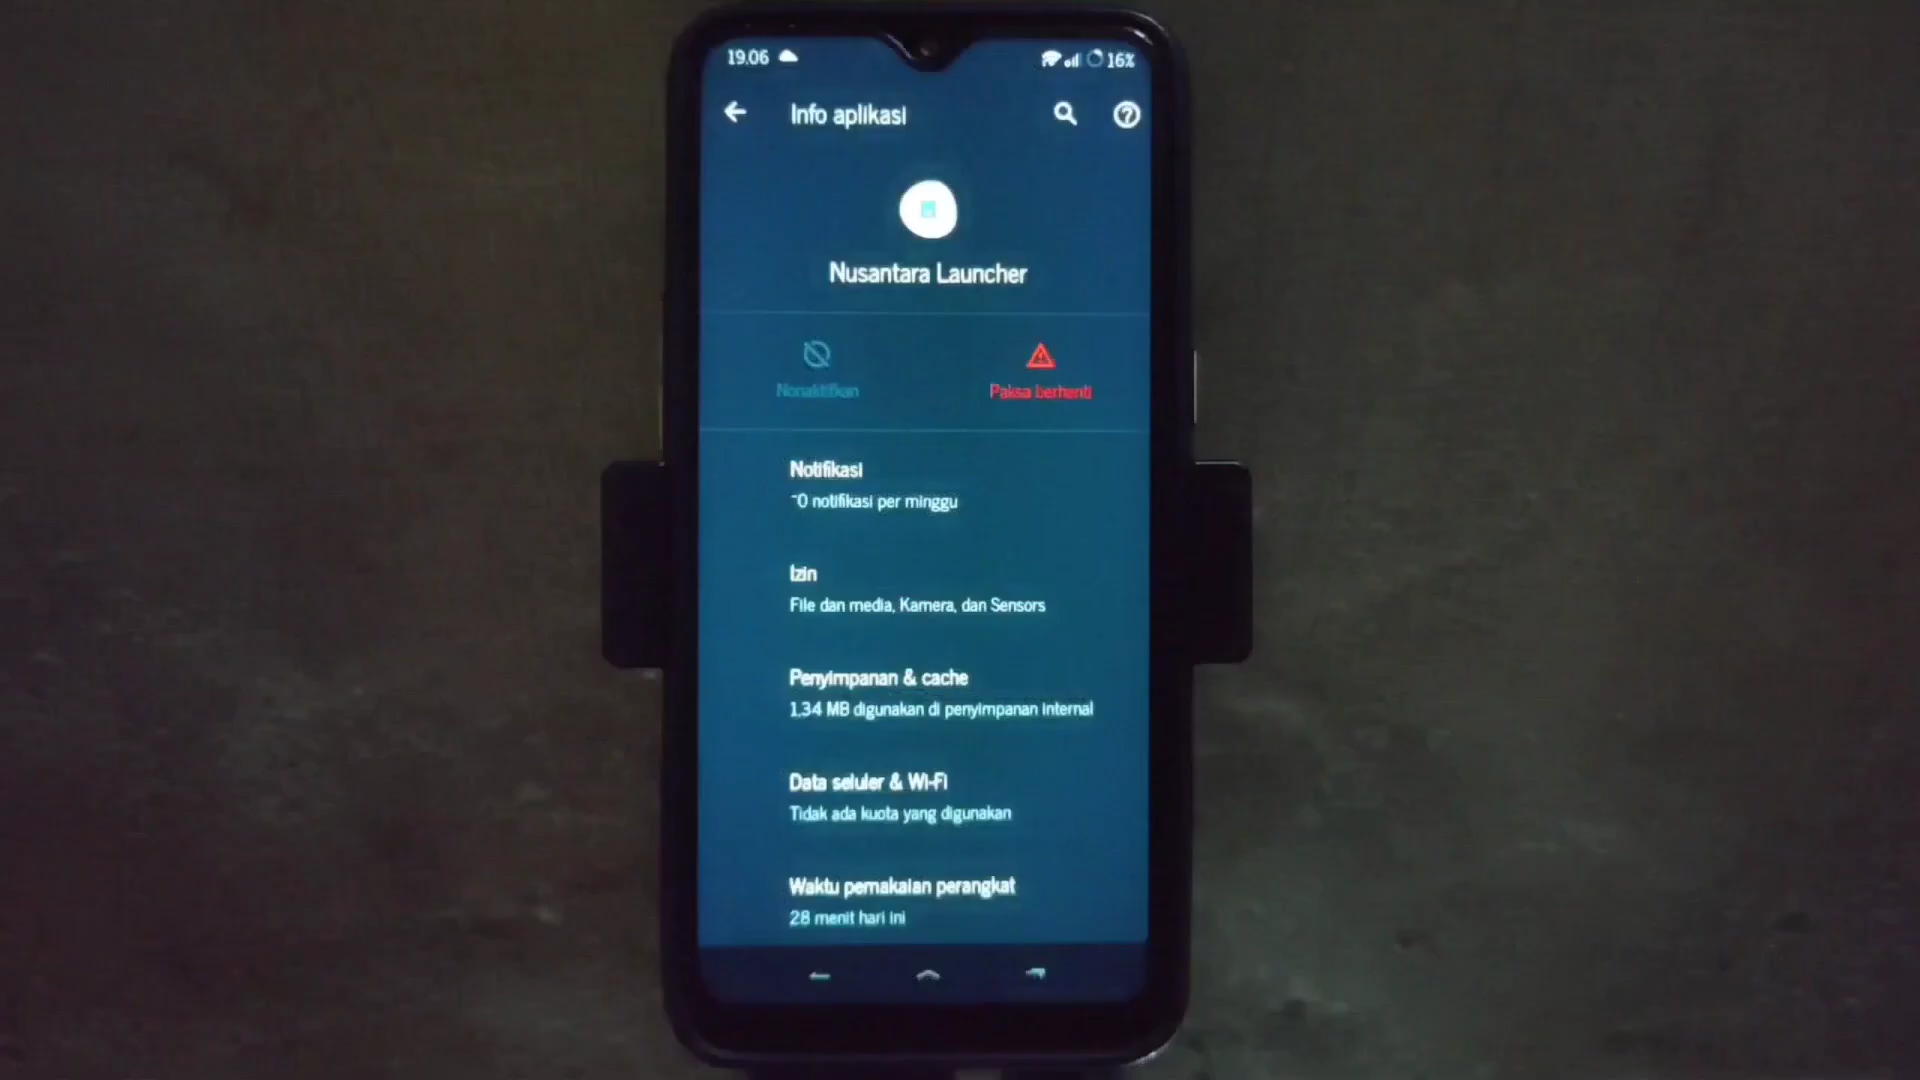 19.06
16%
Info aplikasi
Nusantara Launcher
Nonaktifkan
Paksa berhenti
Notifikasi
~0 notifikasi per minggu
Izin
File dan media, Kamera, dan Sensors
Penyimpanan & cache
1,34 MB digunakan di penyimpanan internal
Data seluler & Wi-Fi
Tidak ada kuota yang digunakan
Waktu pemakaian perangkat
28 menit hari ini